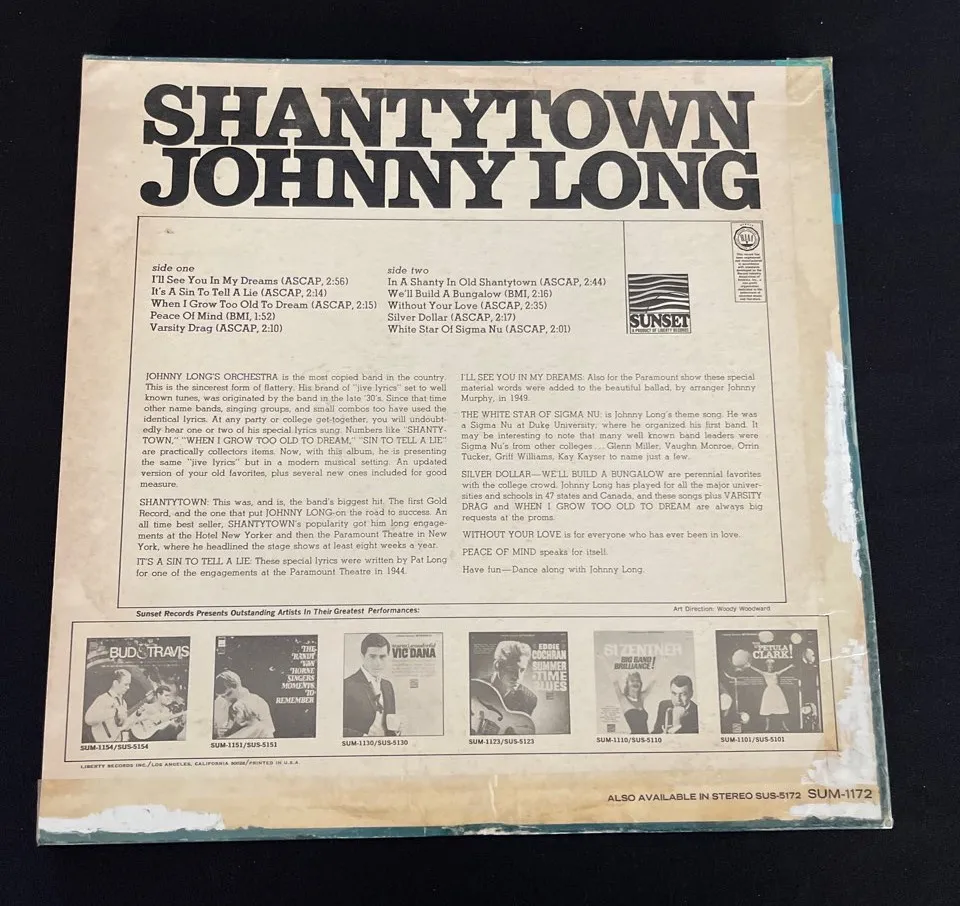 SHANTYTOWN
JOHNNY LONG
side one
I'll See You In My Dreams (ASCAP, 2:56)
It's A Sin To Tell A Lie (ASCAP, 2:14)
When I Grow Too Old To Dream (ASCAP, 2:15)
Peace Of Mind (BMI, 1:52)
Varsity Drag (ASCAP, 2:10)
side two
In A Shanty In Old Shantytown (ASCAP, 2:44)
We'll Build A Bungalow (BMI, 2:16)
Without Your Love (ASCAP, 2:35)
Silver Dollar (ASCAP, 2:17)
White Star Of Sigma Nu (ASCAP, 2:01)
SUNSET
A PRODUCT OF LIBERTY RECORDS
RIAA
JOHNNY LONG'S ORCHESTRA is the most copied band in the country.
This is the sincerest form of flattery. His brand of "jive lyrics" set to well
known tunes, was originated by the band in the late '30's. Since that time
other name bands, singing groups, and small combos too have used the
identical lyrics. At any party or college get-together, you will undoubt-
edly hear one or two of his special lyrics sung. Numbers like "SHANTY-
TOWN," "WHEN I GROW TOO OLD TO DREAM," "SIN TO TELL A LIE"
are practically collectors items. Now, with this album, he is presenting
the same "jive lyrics" but in a modern musical setting. An updated
version of your old favorites, plus several new ones included for good
measure.
SHANTYTOWN: This was, and is, the band's biggest hit. The first Gold
Record, and the one that put JOHNNY LONG-on the road to success. An
all time best seller, SHANTYTOWN's popularity got him long engage-
ments at the Hotel New Yorker and then the Paramount Theatre in New
York, where he headlined the stage shows at least eight weeks a year.
IT'S A SIN TO TELL A LIE: These special lyrics were written by Pat Long
for one of the engagements at the Paramount Theatre in 1944.
I'LL SEE YOU IN MY DREAMS: Also for the Paramount show these special
material words were added to the beautiful ballad, by arranger Johnny
Murphy, in 1949.
THE WHITE STAR OF SIGMA NU: is Johnny Long's theme song. He was
a Sigma Nu at Duke University, where he organized his first band. It
may be interesting to note that many well known band leaders were
Sigma Nu's from other colleges . . . Glenn Miller, Vaughn Monroe, Orrin
Tucker, Griff Williams, Kay Kayser to name just a few.
SILVER DOLLAR—WE'LL BUILD A BUNGALOW are perennial favorites
with the college crowd. Johnny Long has played for all the major univer-
sities and schools in 47 states and Canada, and these songs plus VARSITY
DRAG and WHEN I GROW TOO OLD TO DREAM are always big
requests at the proms.
WITHOUT YOUR LOVE is for everyone who has ever been in love.
PEACE OF MIND speaks for itself.
Have fun—Dance along with Johnny Long.
Sunset Records Presents Outstanding Artists In Their Greatest Performances:
Art Direction: Woody Woodward
BUD & TRAVIS
THE
RANDY
VAN
HORNE
SINGERS
MOMENTS
TO
REMEMBER
VIC DANA
EDDIE
COCHRAN
SUMMER
TIME
BLUES
SI ZENTNER
BIG BAND!
BRILLIANCE!
PETULA
CLARK!
SUM-1154/SUS-5154
SUM-1151/SUS-5151
SUM-1130/SUS-5130
SUM-1123/SUS-5123
SUM-1110/SUS-5110
SUM-1101/SUS-5101
LIBERTY RECORDS INC./LOS ANGELES, CALIFORNIA 90028/PRINTED IN U.S.A.
ALSO AVAILABLE IN STEREO SUS-5172 SUM-1172